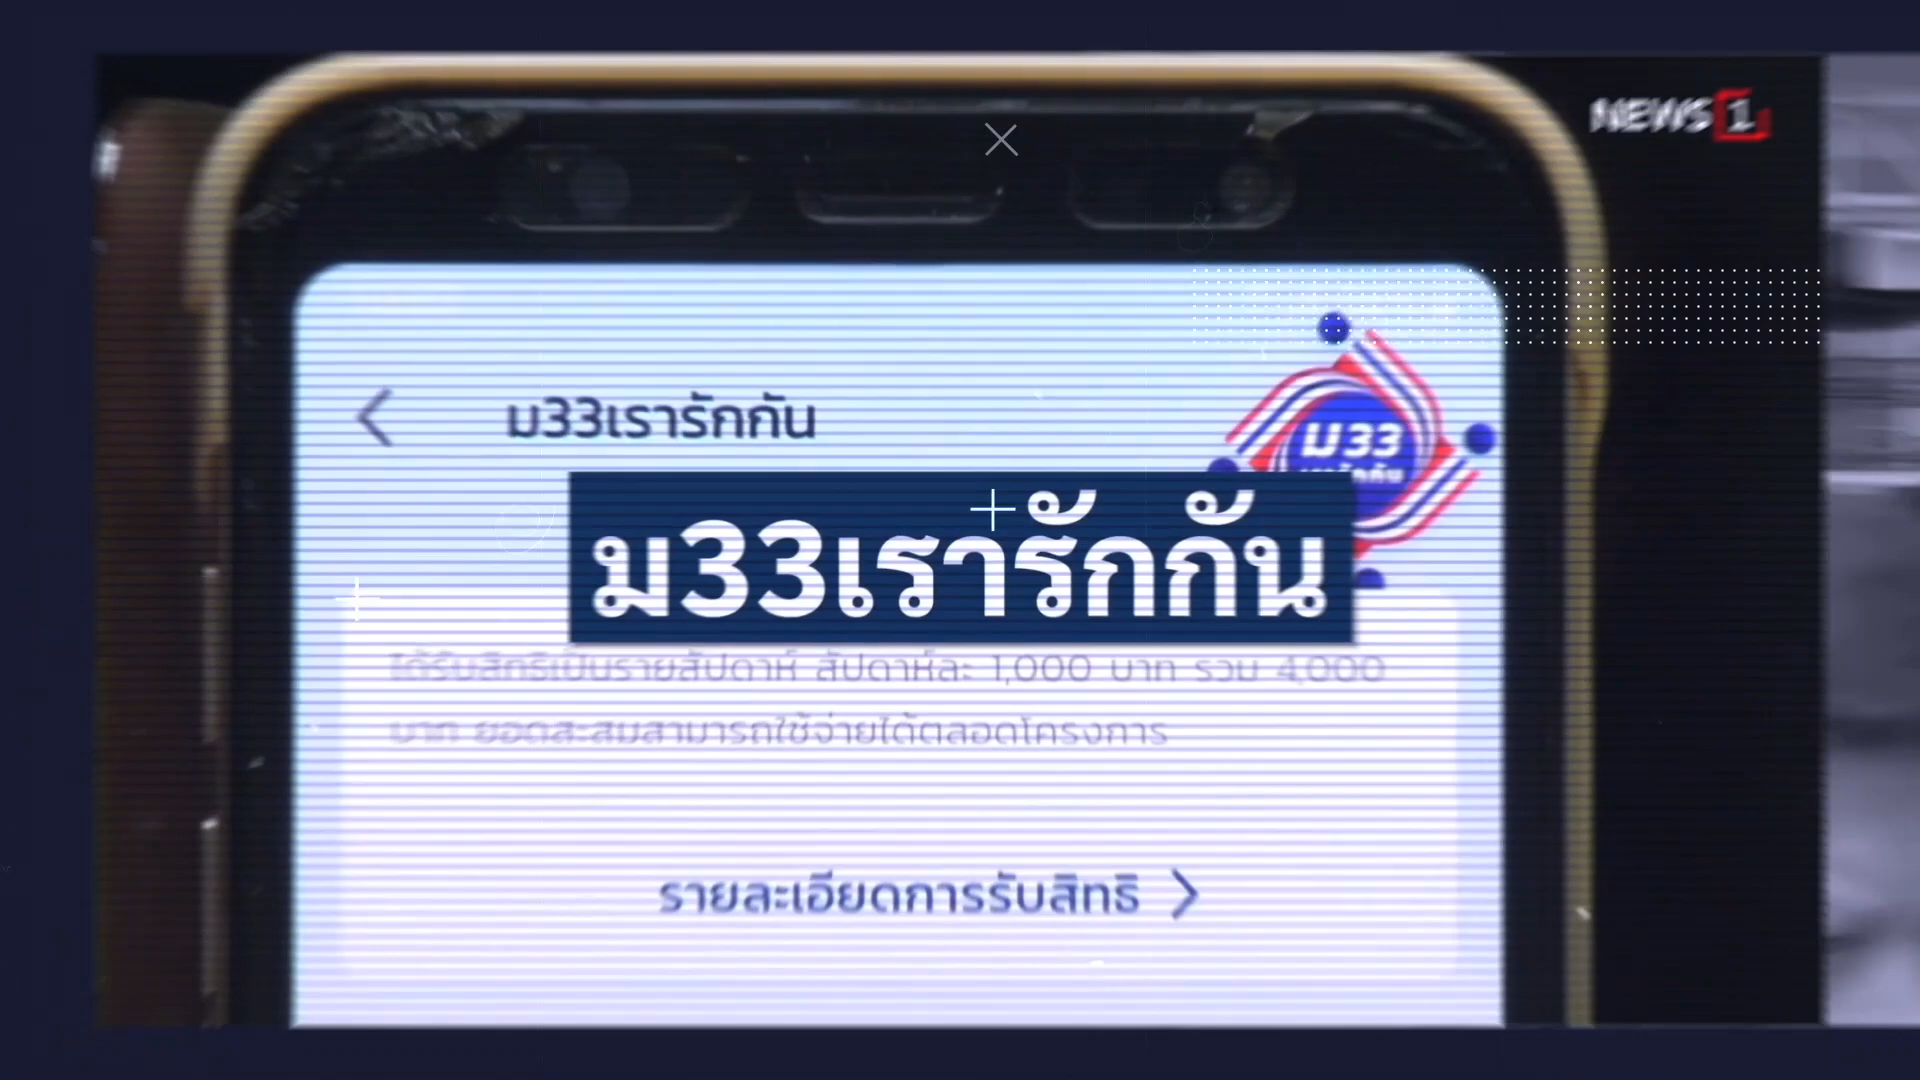 NEWS 1
ม33เรารักกัน
ม33
ม33เรารักกัน
ได้รับสิทธิเป็นรายสัปดาห์ สัปดาห์ละ 1,000 บาท รวม 4,000
บาท ยอดสะสมสามารถใช้จ่ายได้ตลอดโครงการ
รายละเอียดการรับสิทธิ